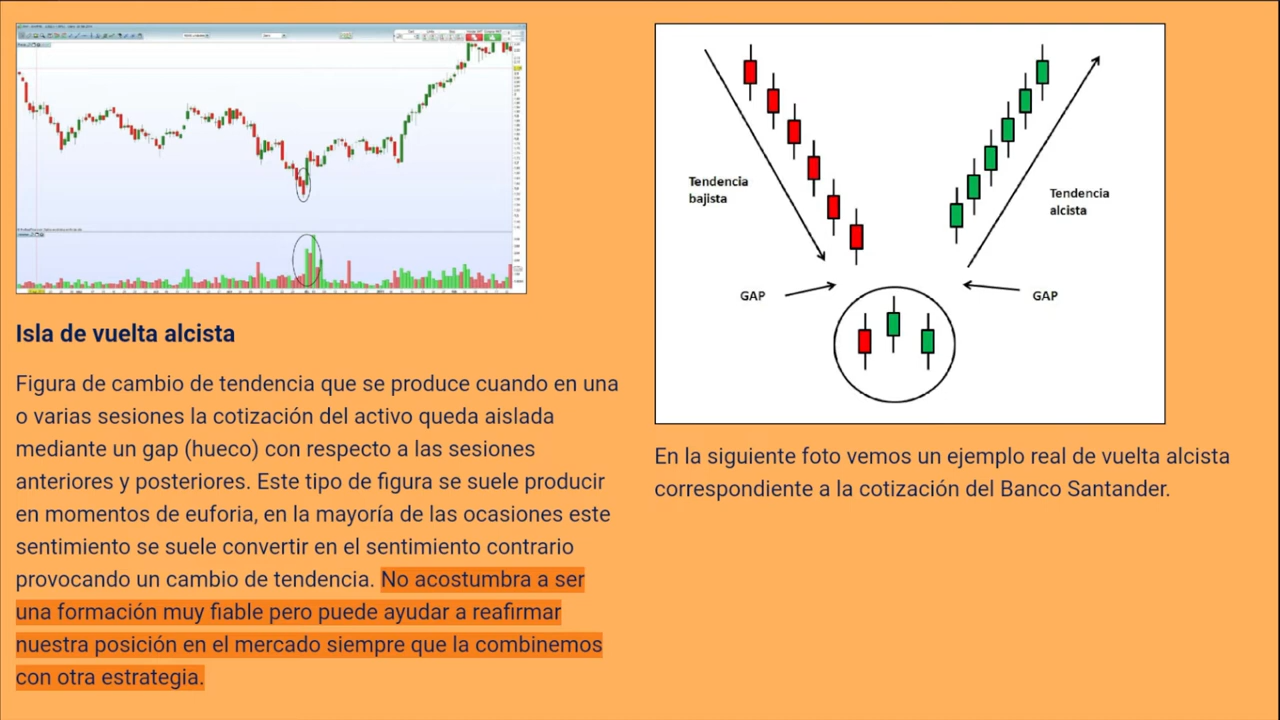 Isla de vuelta alcista
Figura de cambio de tendencia que se produce cuando en una
o varias sesiones la cotización del activo queda aislada
mediante un gap (hueco) con respecto a las sesiones
anteriores y posteriores. Este tipo de figura se suele producir
en momentos de euforia, en la mayoría de las ocasiones este
sentimiento se suele convertir en el sentimiento contrario
provocando un cambio de tendencia. No acostumbra a ser
una formación muy fiable pero puede ayudar a reafirmar
nuestra posición en el mercado siempre que la combinemos
con otra estrategia.
Tendencia
bajista
Tendencia
alcista
GAP
GAP
En la siguiente foto vemos un ejemplo real de vuelta alcista
correspondiente a la cotización del Banco Santander.